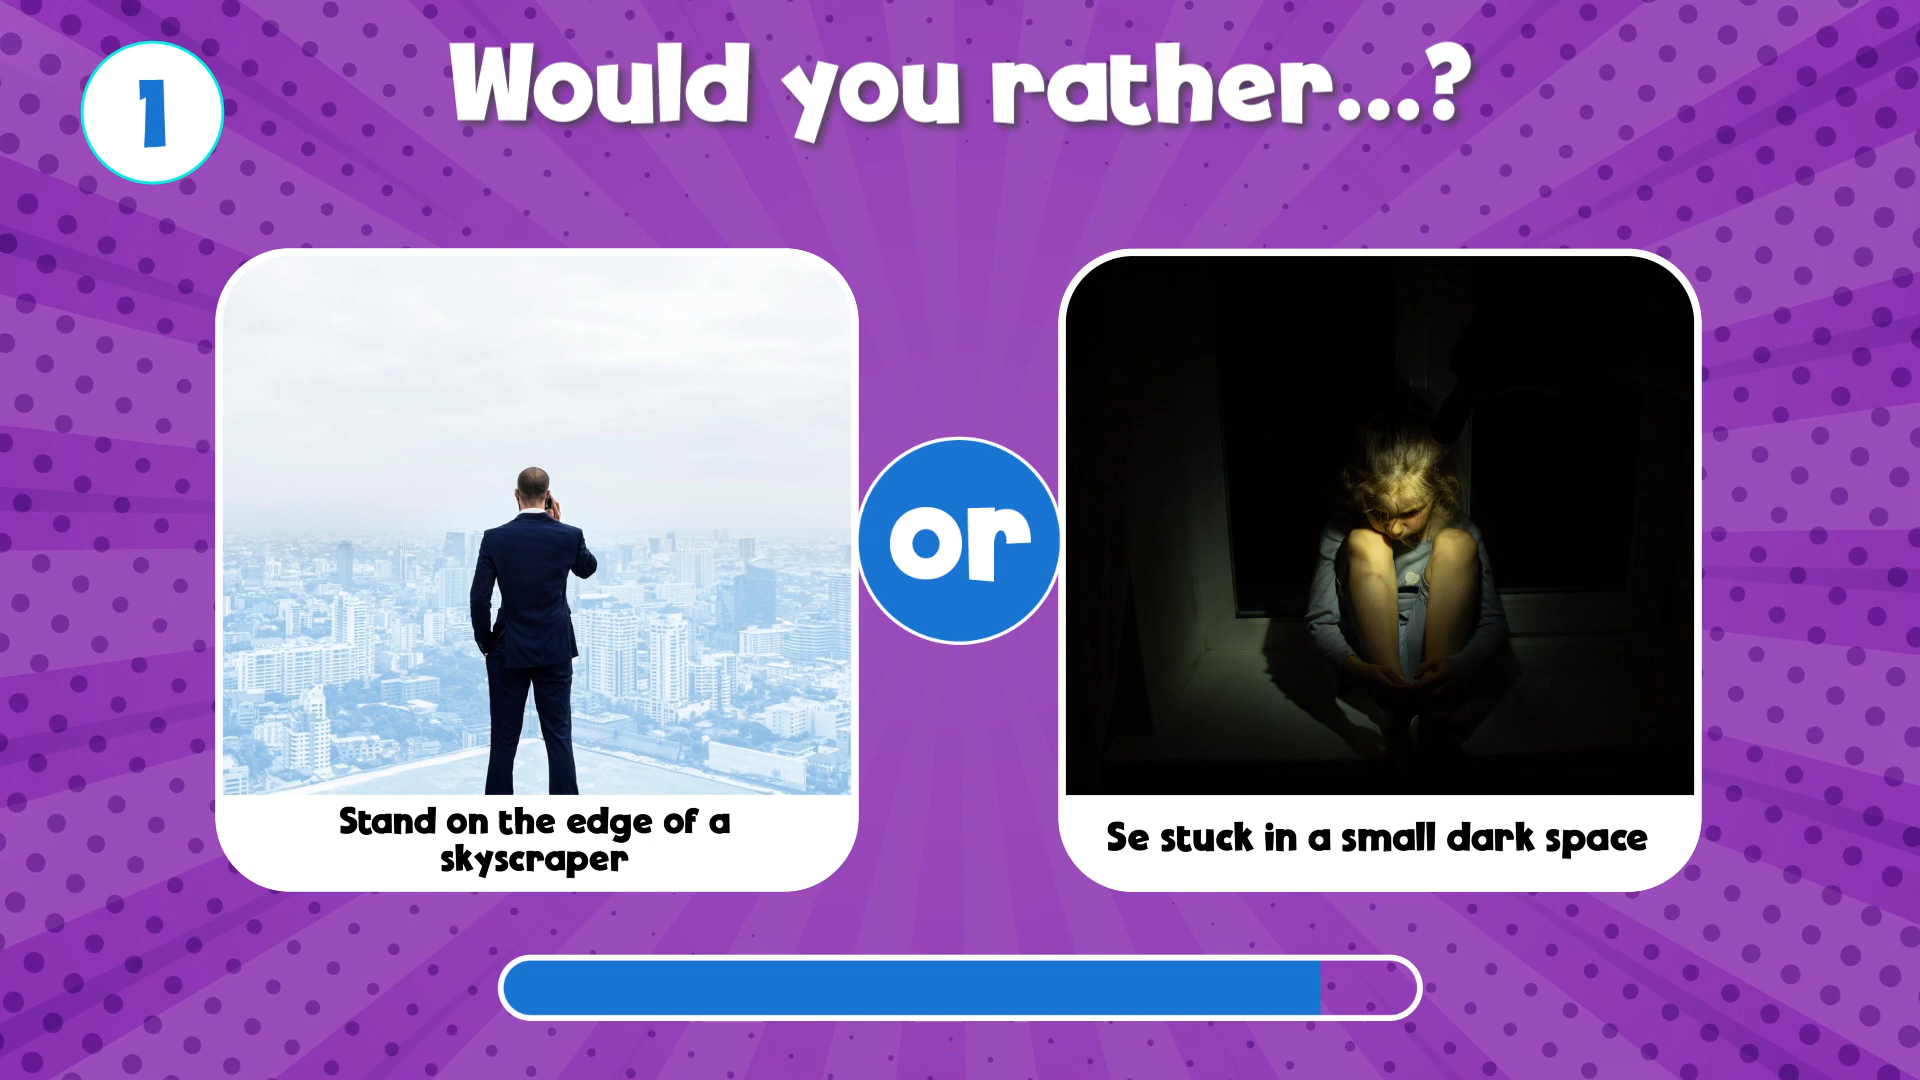 1
Would you rather...?
Stand on the edge of a
skyscraper
or
Se stuck in a small dark space